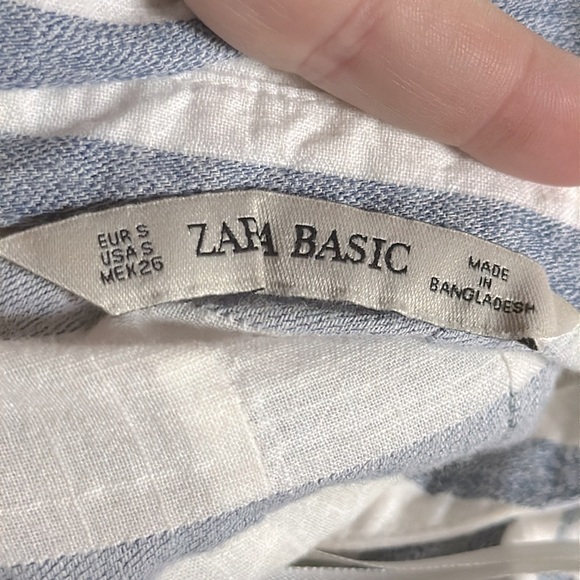 EUR S
USA S
MEX 26
ZARA BASIC
MADE
IN
BANGLADESH